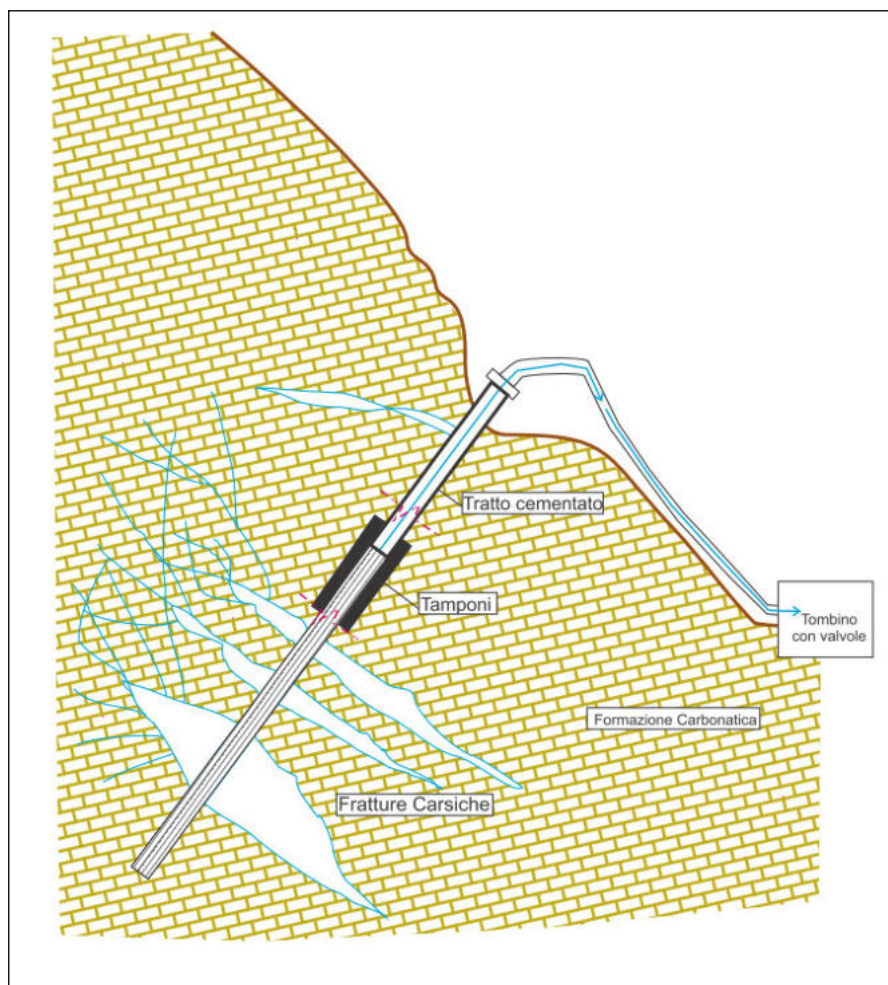 Tratto cementato
Tamponi
Tombino
con valvole
Formazione Carbonatica
Fratture Carsiche